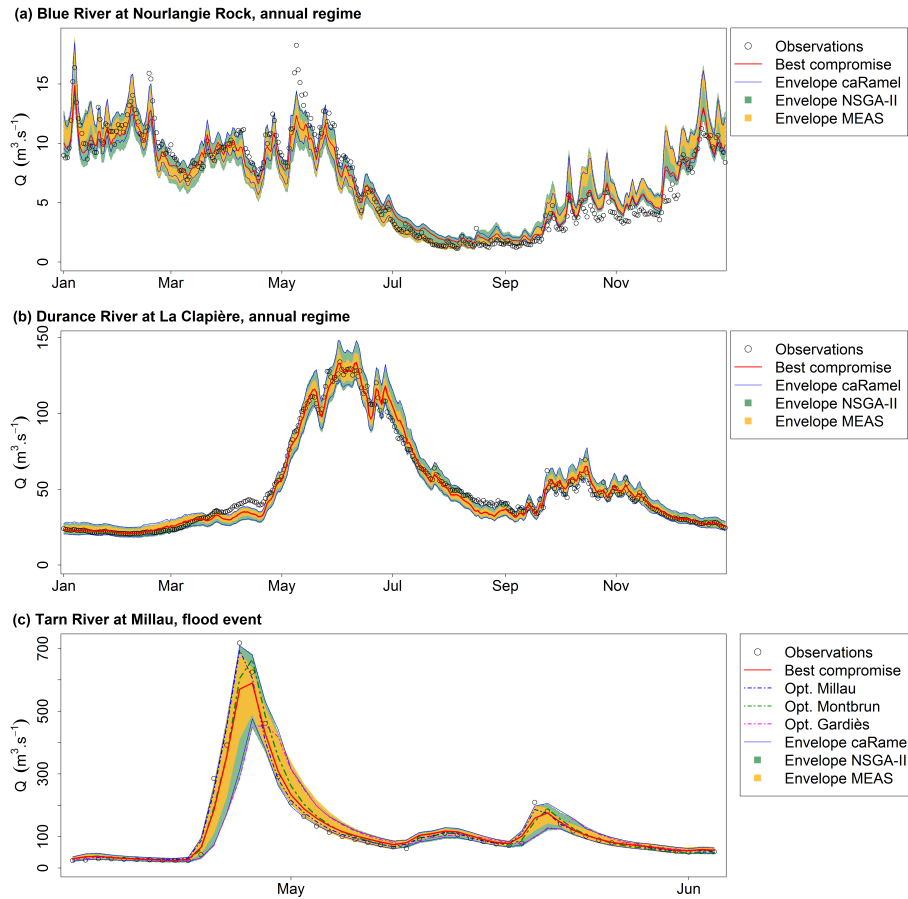 (a) Blue River at Nourlangie Rock, annual regime
Q (m³.s⁻¹)
15
10
5
0
Jan Mar May Jul Sep Nov
Observations
Best compromise
Envelope caRamel
Envelope NSGA-II
Envelope MEAS
(b) Durance River at La Clapière, annual regime
Q (m³.s⁻¹)
150
100
50
0
Jan Mar May Jul Sep Nov
Observations
Best compromise
Envelope caRamel
Envelope NSGA-II
Envelope MEAS
(c) Tarn River at Millau, flood event
Q (m³.s⁻¹)
700
500
300
100
0
May Jun
Observations
Best compromise
Opt. Millau
Opt. Montbrun
Opt. Gardiès
Envelope caRame
Envelope NSGA-II
Envelope MEAS